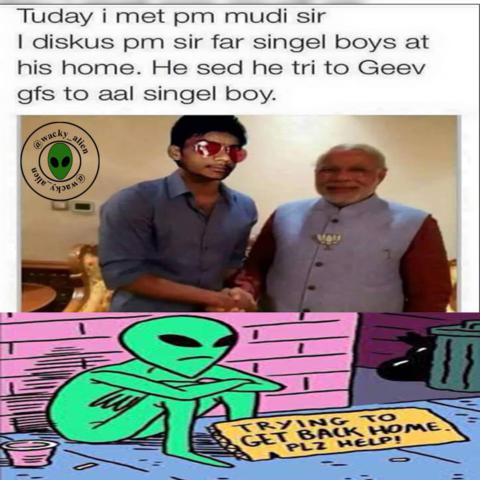 Tuday i met pm mudi sir
I diskus pm sir far singel boys at
his home. He sed he tri to Geev
gfs to aal singel boy.
@wacky_alien
@wacky_alien
TRYING TO
GET BACK HOME.
PLZ HELP!